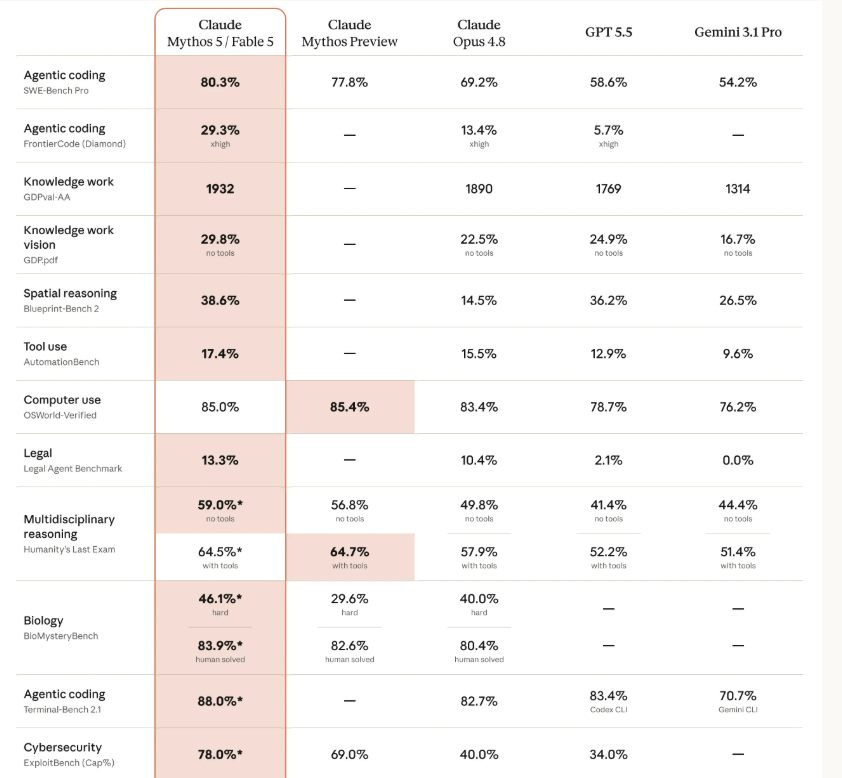 Claude
Mythos 5 / Fable 5
Claude
Mythos Preview
Claude
Opus 4.8
GPT 5.5
Gemini 3.1 Pro
Agentic coding
SWE-Bench Pro
80.3%
77.8%
69.2%
58.6%
54.2%
Agentic coding
FrontierCode (Diamond)
29.3%
xhigh
—
13.4%
xhigh
5.7%
xhigh
—
Knowledge work
GDPval-AA
1932
—
1890
1769
1314
Knowledge work
vision
GDP.pdf
29.8%
no tools
—
22.5%
no tools
24.9%
no tools
16.7%
no tools
Spatial reasoning
Blueprint-Bench 2
38.6%
—
14.5%
36.2%
26.5%
Tool use
AutomationBench
17.4%
—
15.5%
12.9%
9.6%
Computer use
OSWorld-Verified
85.0%
85.4%
83.4%
78.7%
76.2%
Legal
Legal Agent Benchmark
13.3%
—
10.4%
2.1%
0.0%
Multidisciplinary
reasoning
Humanity's Last Exam
59.0%*
no tools
56.8%
no tools
49.8%
no tools
41.4%
no tools
44.4%
no tools
64.5%*
with tools
64.7%
with tools
57.9%
with tools
52.2%
with tools
51.4%
with tools
Biology
BioMysteryBench
46.1%*
hard
29.6%
hard
40.0%
hard
—
—
83.9%*
human solved
82.6%
human solved
80.4%
human solved
—
—
Agentic coding
Terminal-Bench 2.1
88.0%*
—
82.7%
83.4%
Codex CLI
70.7%
Gemini CLI
Cybersecurity
ExploitBench (Cap%)
78.0%*
69.0%
40.0%
34.0%
—